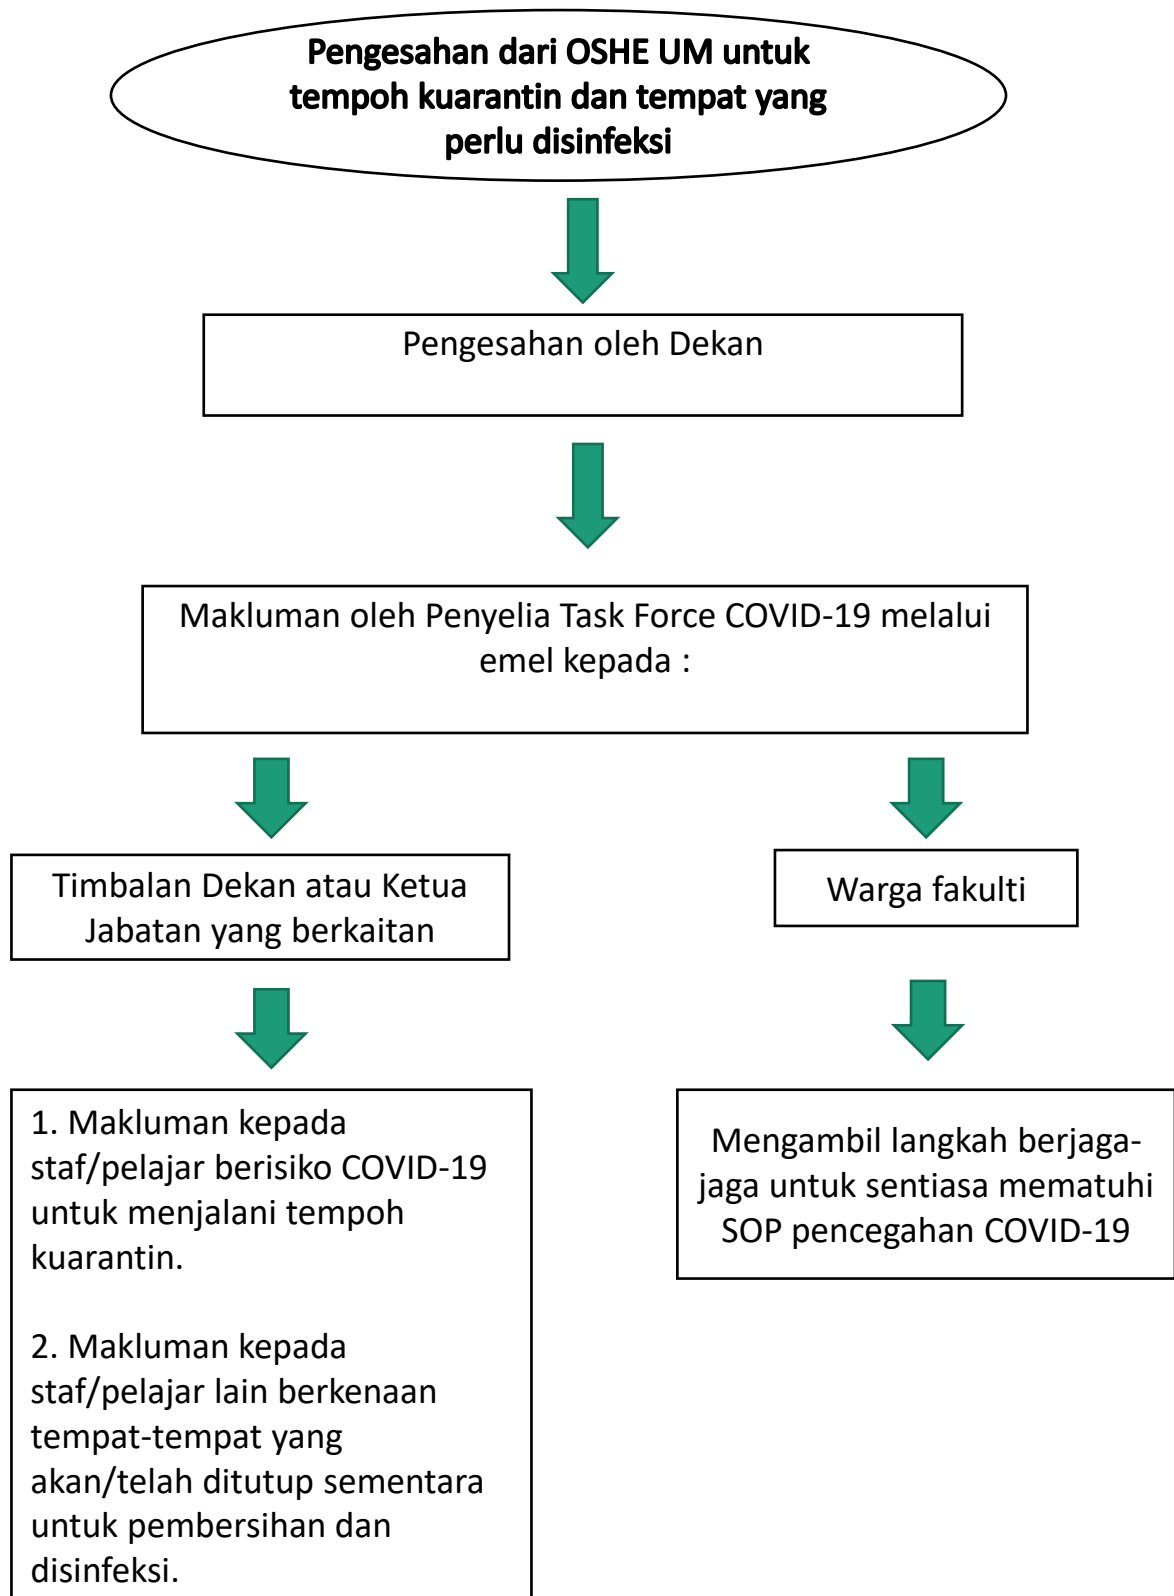 Pengesahan dari OSHE UM untuk
tempoh kuarantin dan tempat yang
perlu disinfeksi
Pengesahan oleh Dekan
Makluman oleh Penyelia Task Force COVID-19 melalui
emel kepada :
Timbalan Dekan atau Ketua
Jabatan yang berkaitan
Warga fakulti
1. Makluman kepada
staf/pelajar berisiko COVID-19
untuk menjalani tempoh
kuarantin.
2. Makluman kepada
staf/pelajar lain berkenaan
tempat-tempat yang
akan/telah ditutup sementara
untuk pembersihan dan
disinfeksi.
Mengambil langkah berjaga-
jaga untuk sentiasa mematuhi
SOP pencegahan COVID-19